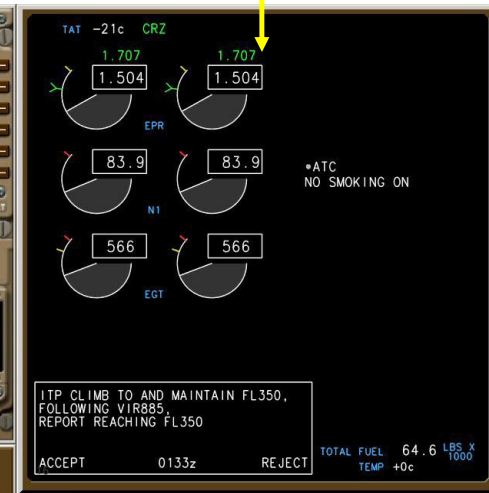 TAT -21c CRZ
1.707 1.707
1.504 1.504
EPR
83.9 83.9
N1
•ATC
NO SMOKING ON
566 566
EGT
ITP CLIMB TO AND MAINTAIN FL350,
FOLLOWING VIR885,
REPORT REACHING FL350
ACCEPT 0133z REJECT
TOTAL FUEL 64.6 LBS X
1000
TEMP +0c